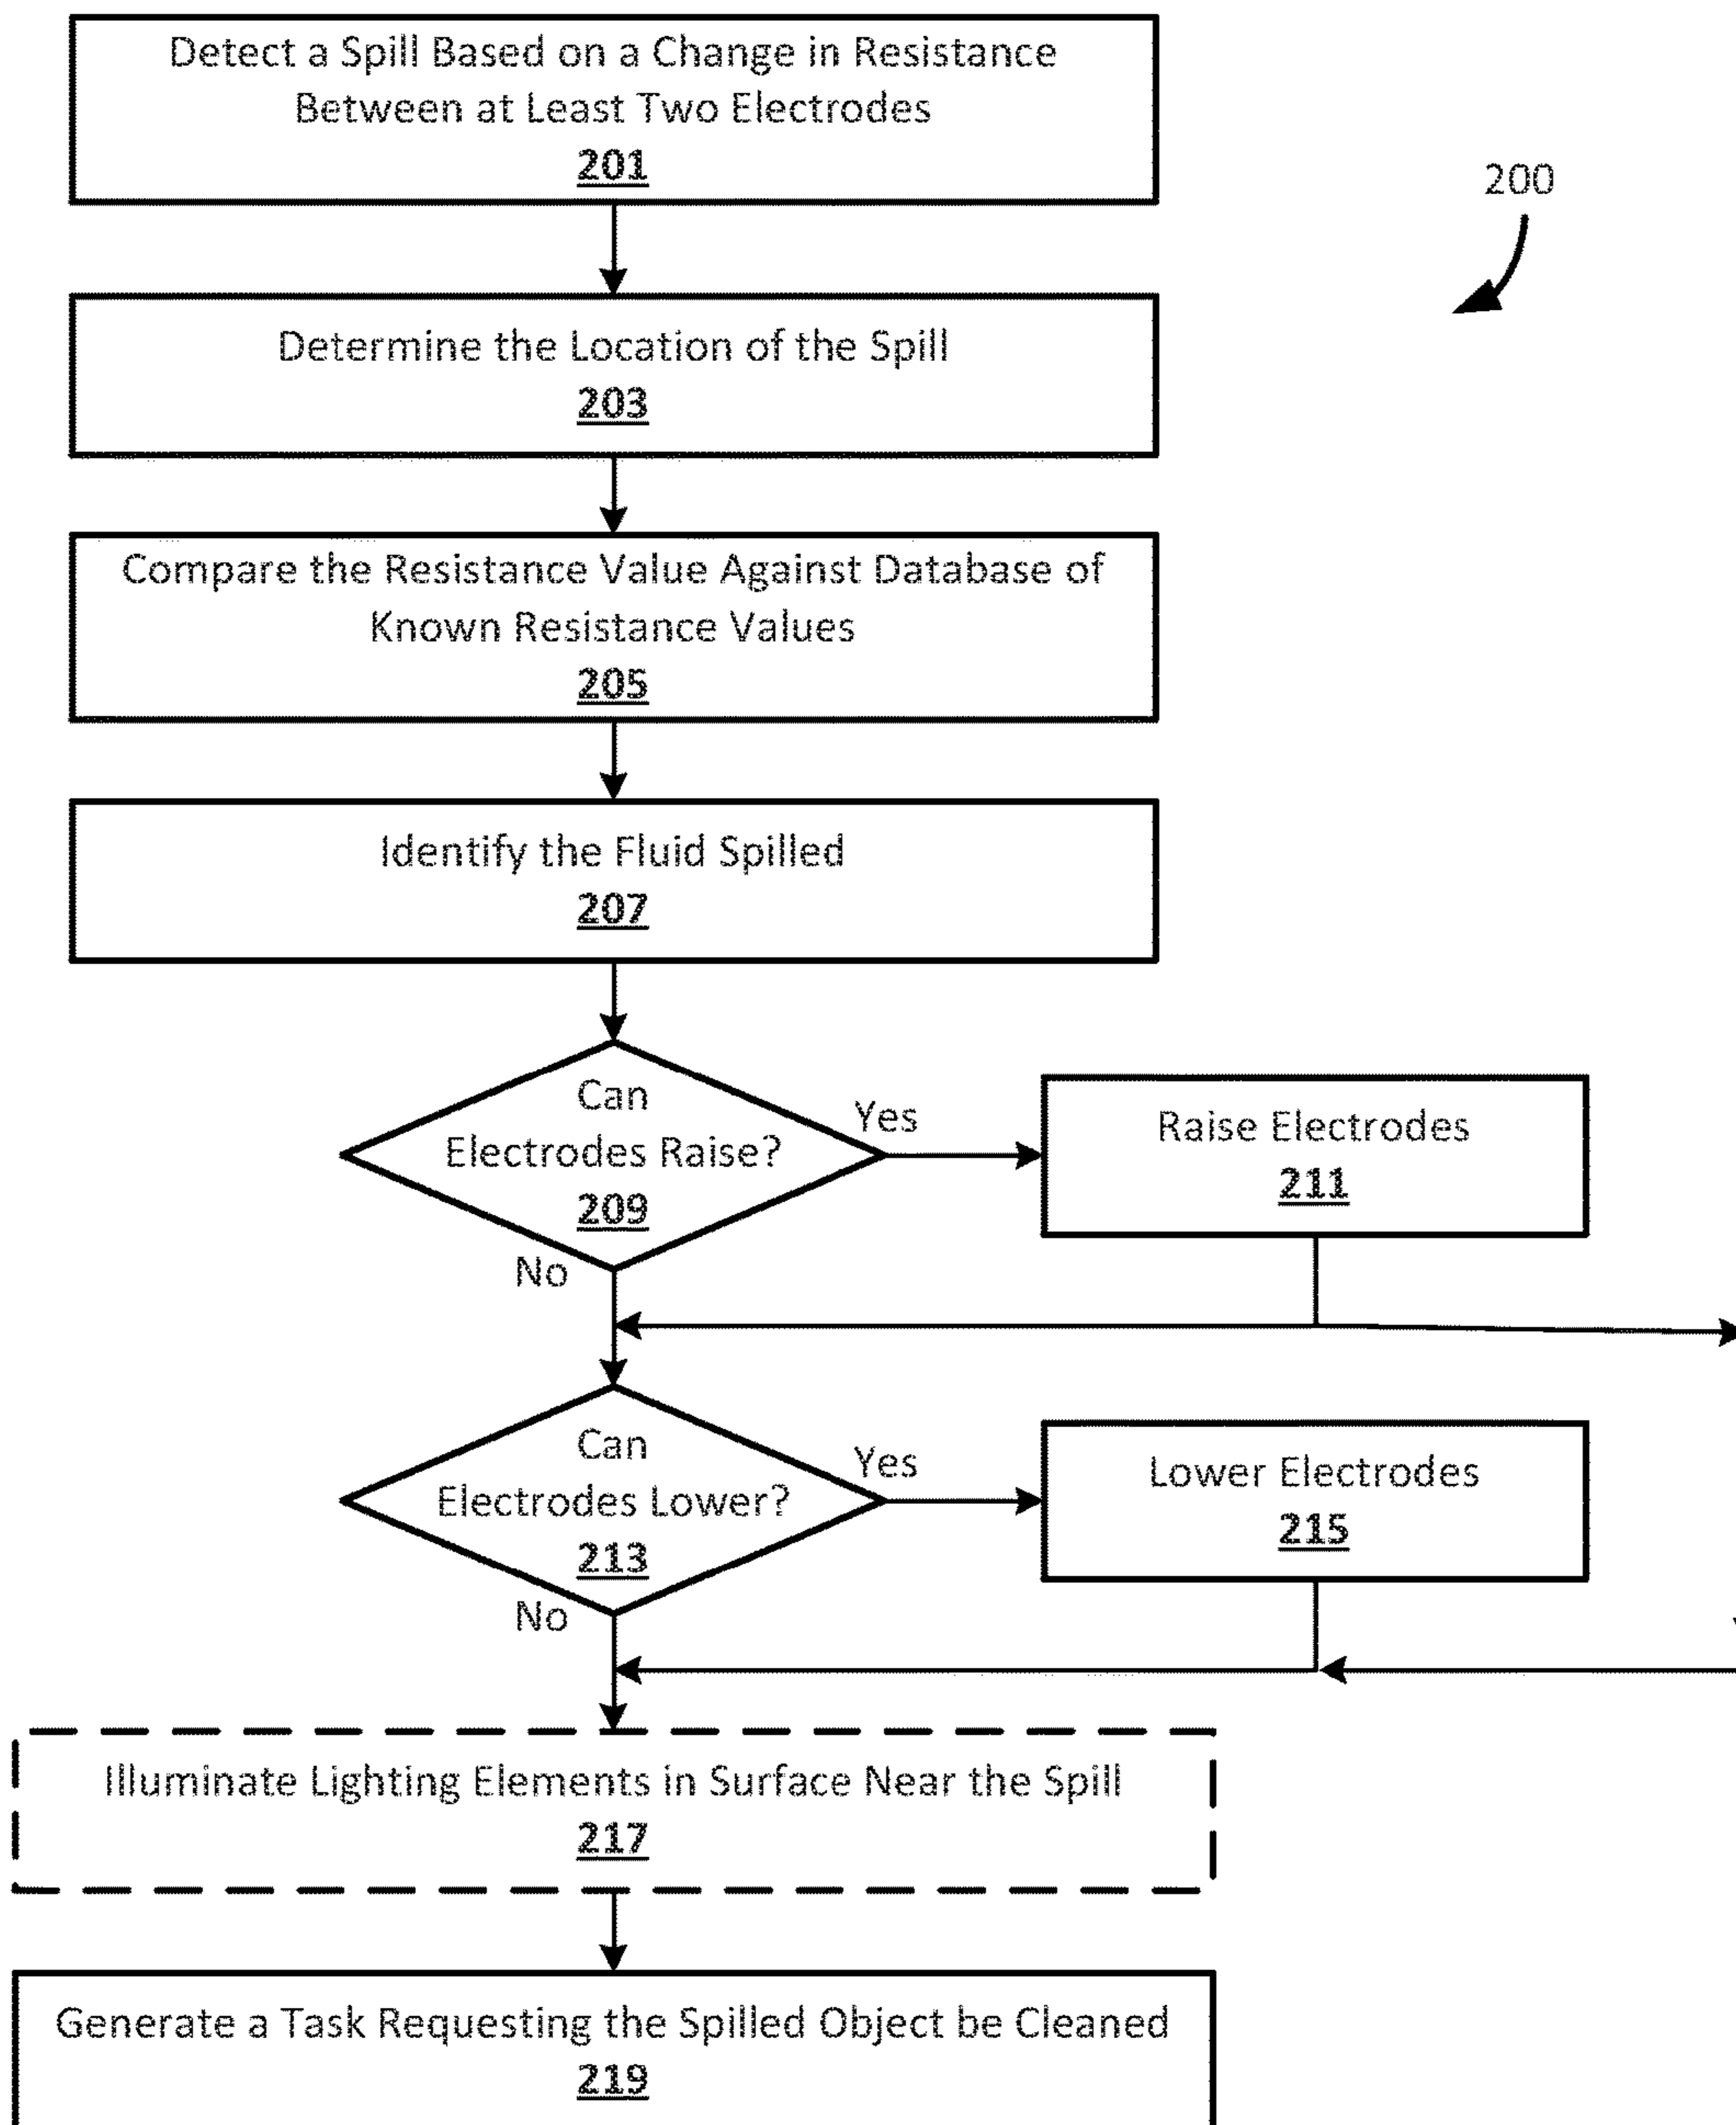 Detect a Spill Based on a Change in Resistance
Between at Least Two Electrodes
201
200
Determine the Location of the Spill
203
Compare the Resistance Value Against Database of
Known Resistance Values
205
Identify the Fluid Spilled
207
Can
Electrodes Raise?
209
Yes
No
Raise Electrodes
211
Can
Electrodes Lower?
213
Yes
No
Lower Electrodes
215
Illuminate Lighting Elements in Surface Near the Spill
217
Generate a Task Requesting the Spilled Object be Cleaned
219